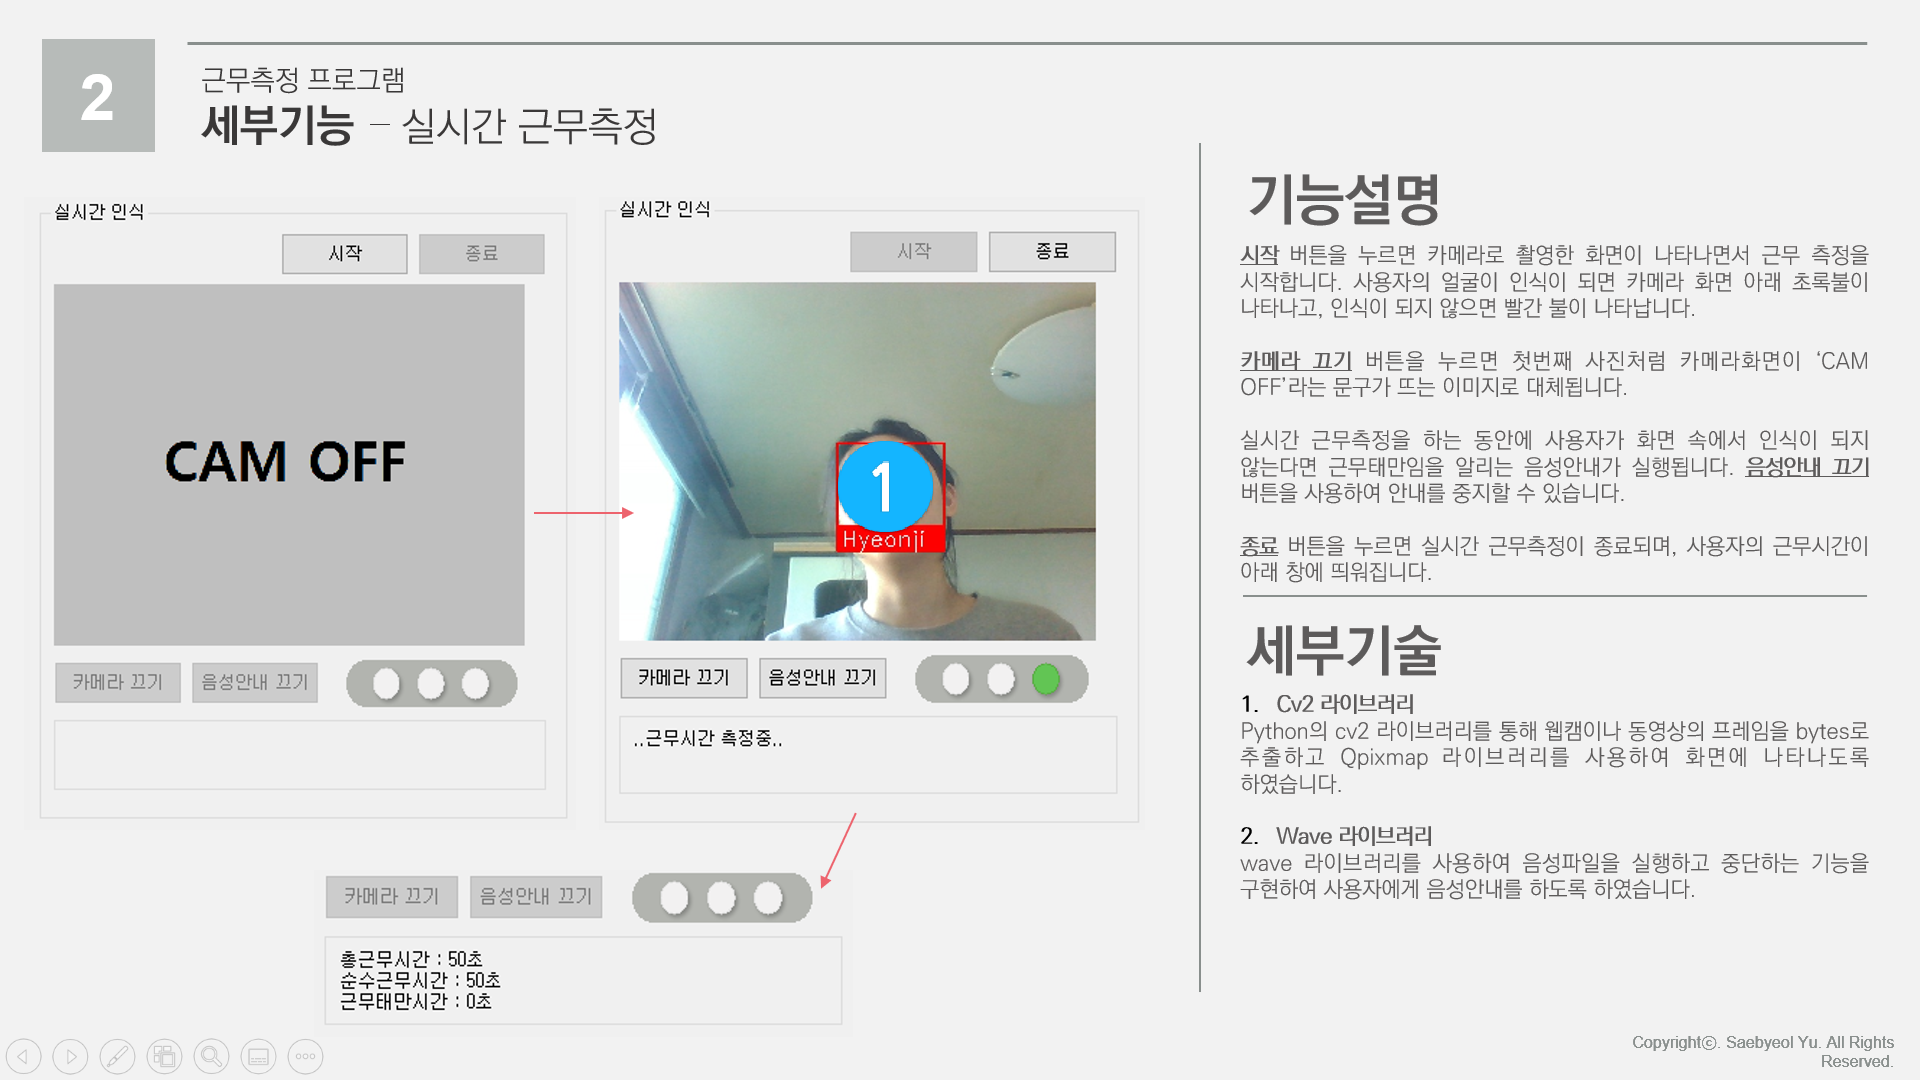 2
근무측정 프로그램
세부기능 – 실시간 근무측정
실시간 인식
시작
종료
CAM OFF
카메라 끄기
음성안내 끄기
실시간 인식
시작
종료
1
Hyeonji
카메라 끄기
음성안내 끄기
..근무시간 측정중..
카메라 끄기
음성안내 끄기
총근무시간 : 50초
순수근무시간 : 50초
근무태만시간 : 0초
기능설명
시작 버튼을 누르면 카메라로 촬영한 화면이 나타나면서 근무 측정을
시작합니다. 사용자의 얼굴이 인식이 되면 카메라 화면 아래 초록불이
나타나고, 인식이 되지 않으면 빨간 불이 나타납니다.
카메라 끄기 버튼을 누르면 첫번째 사진처럼 카메라화면이 ‘CAM
OFF’라는 문구가 뜨는 이미지로 대체됩니다.
실시간 근무측정을 하는 동안에 사용자가 화면 속에서 인식이 되지
않는다면 근무태만임을 알리는 음성안내가 실행됩니다. 음성안내 끄기
버튼을 사용하여 안내를 중지할 수 있습니다.
종료 버튼을 누르면 실시간 근무측정이 종료되며, 사용자의 근무시간이
아래 창에 띄워집니다.
세부기술
1. Cv2 라이브러리
Python의 cv2 라이브러리를 통해 웹캠이나 동영상의 프레임을 bytes로
추출하고 Qpixmap 라이브러리를 사용하여 화면에 나타나도록
하였습니다.
2. Wave 라이브러리
wave 라이브러리를 사용하여 음성파일을 실행하고 중단하는 기능을
구현하여 사용자에게 음성안내를 하도록 하였습니다.
Copyrightⓒ. Saebyeol Yu. All Rights
Reserved.